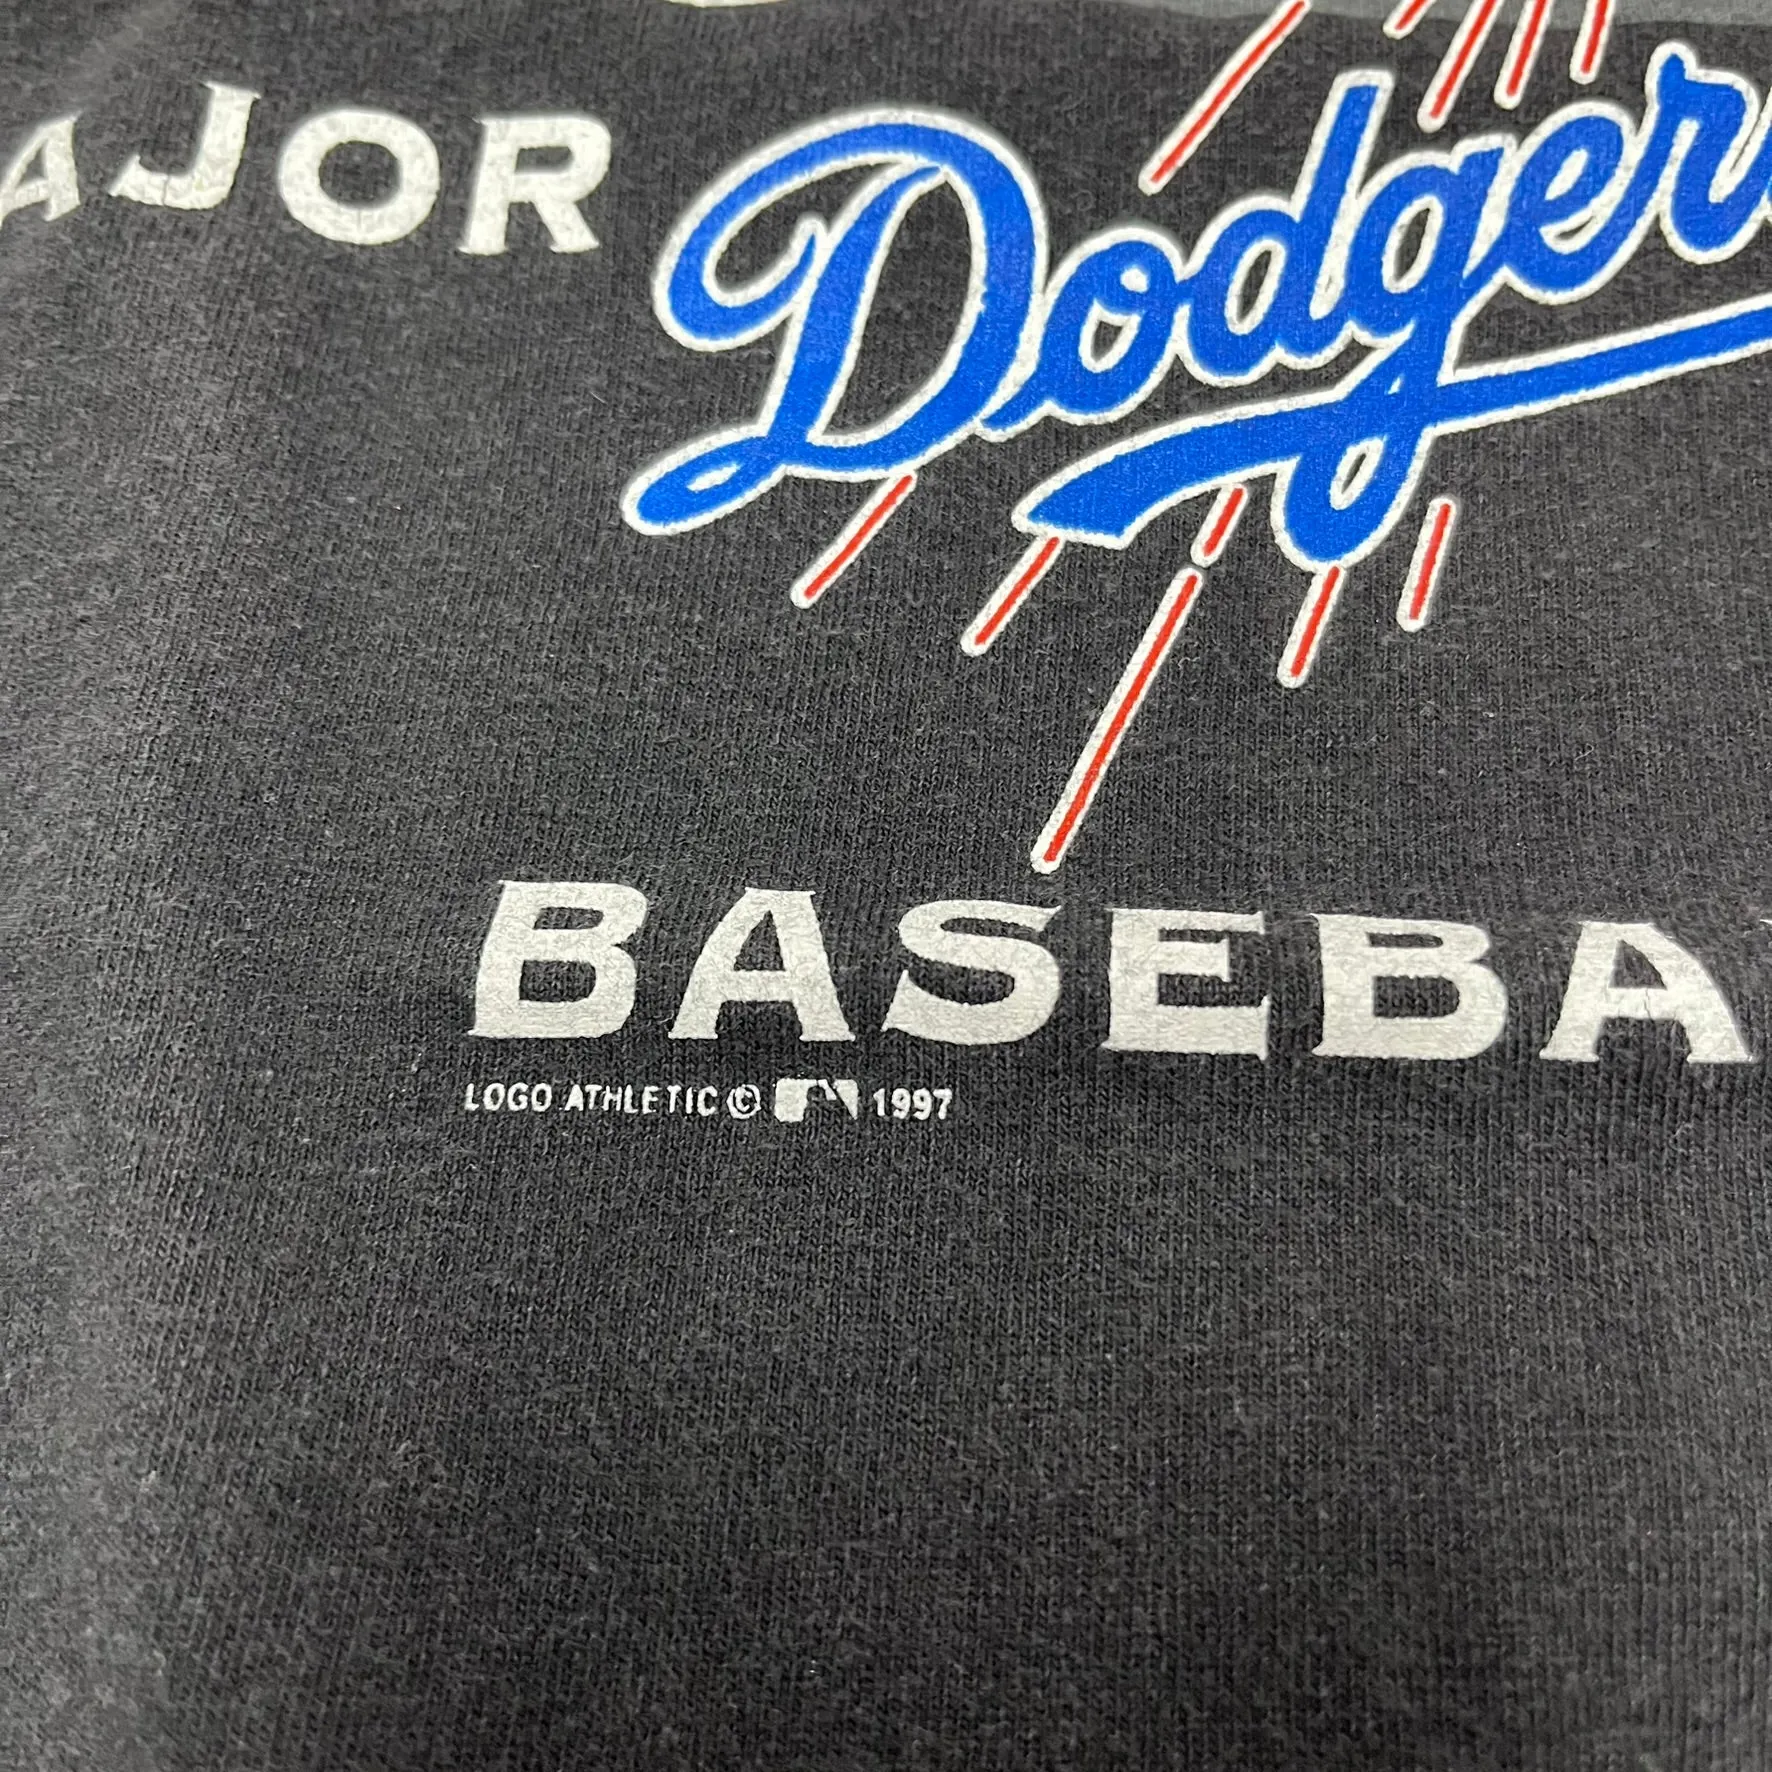 AJOR
Dodger
BASEBA
LOGO ATHLETIC © 1997